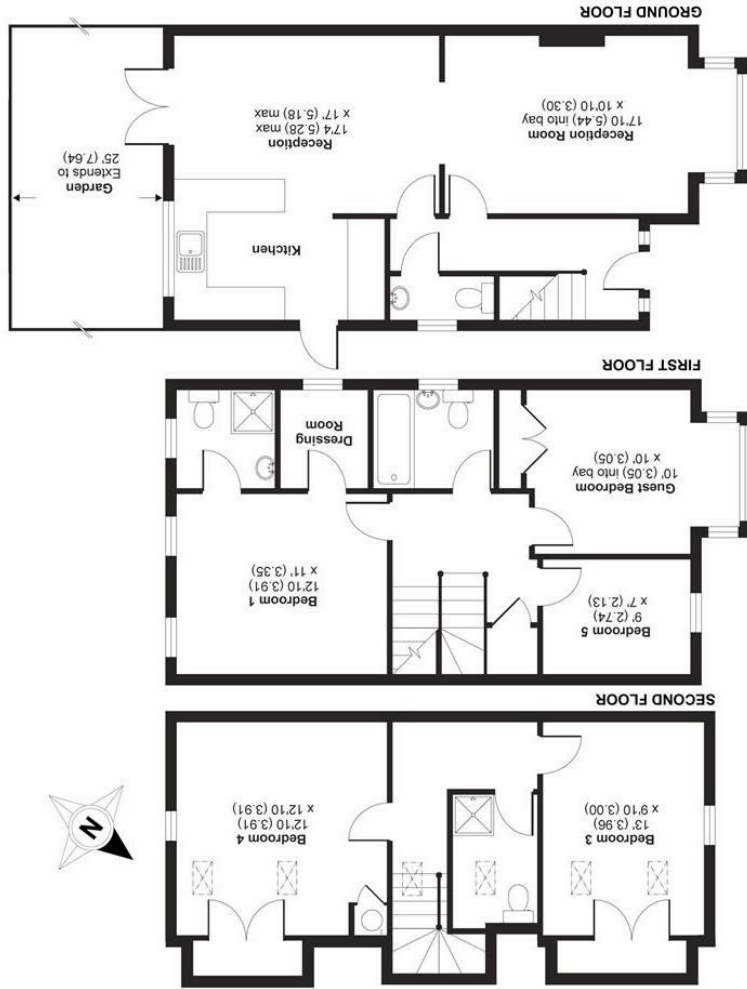 Bedroom 3
13' (3.96)
x 9'10 (3.00)
Bedroom 4
12'10 (3.91)
x 12'10 (3.91)
N
SECOND FLOOR
Bedroom 5
9' (2.74)
x 7' (2.13)
Bedroom 1
12'10 (3.91)
x 11' (3.35)
Guest Bedroom
10' (3.05) into bay
x 10' (3.05)
Dressing
Room
FIRST FLOOR
Kitchen
Reception Room
17'10 (5.44) into bay
x 10'10 (3.30)
Reception
17'4 (5.28) max
x 17' (5.18) max
Garden
Extends to
25' (7.64)
GROUND FLOOR